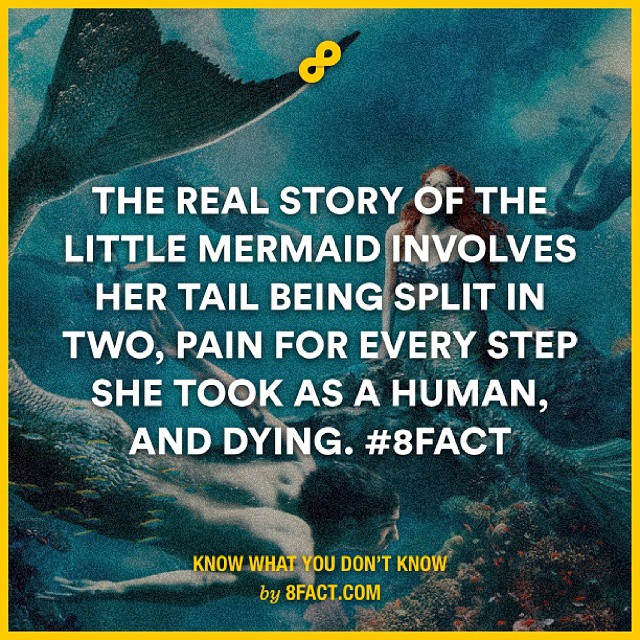 THE REAL STORY OF THE
LITTLE MERMAID INVOLVES
HER TAIL BEING SPLIT IN
TWO, PAIN FOR EVERY STEP
SHE TOOK AS A HUMAN,
AND DYING. #8FACT
KNOW WHAT YOU DON'T KNOW
by 8FACT.COM